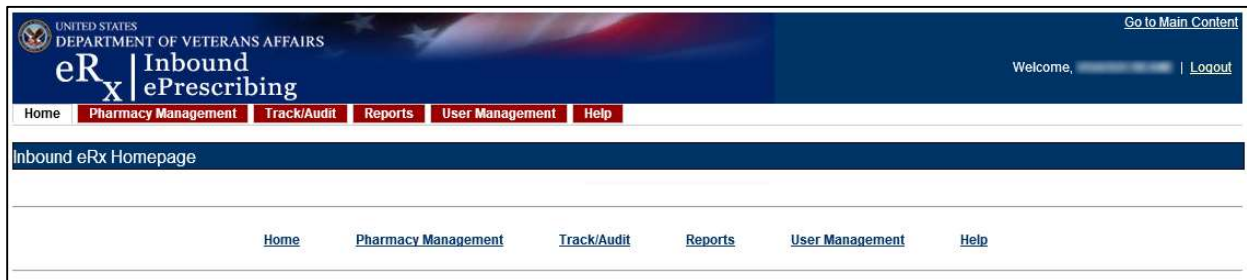 Go to Main Content
UNITED STATES
DEPARTMENT OF VETERANS AFFAIRS
eRx Inbound
ePrescribing
Welcome, | Logout
Home Pharmacy Management Track/Audit Reports User Management Help
Inbound eRx Homepage
Home Pharmacy Management Track/Audit Reports User Management Help